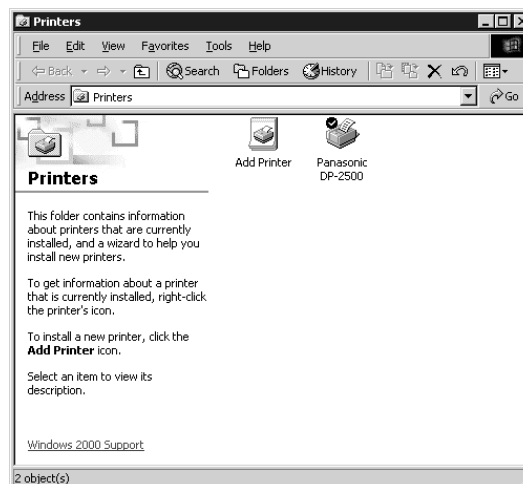 Printers
File Edit View Favorites Tools Help
Back Search Folders History
Address Printers Go
Add Printer
Panasonic
DP-2500
Printers
This folder contains information
about printers that are currently
installed, and a wizard to help you
install new printers.
To get information about a printer
that is currently installed, right-click
the printer's icon.
To install a new printer, click the
Add Printer icon.
Select an item to view its
description.
Windows 2000 Support
2 object(s)